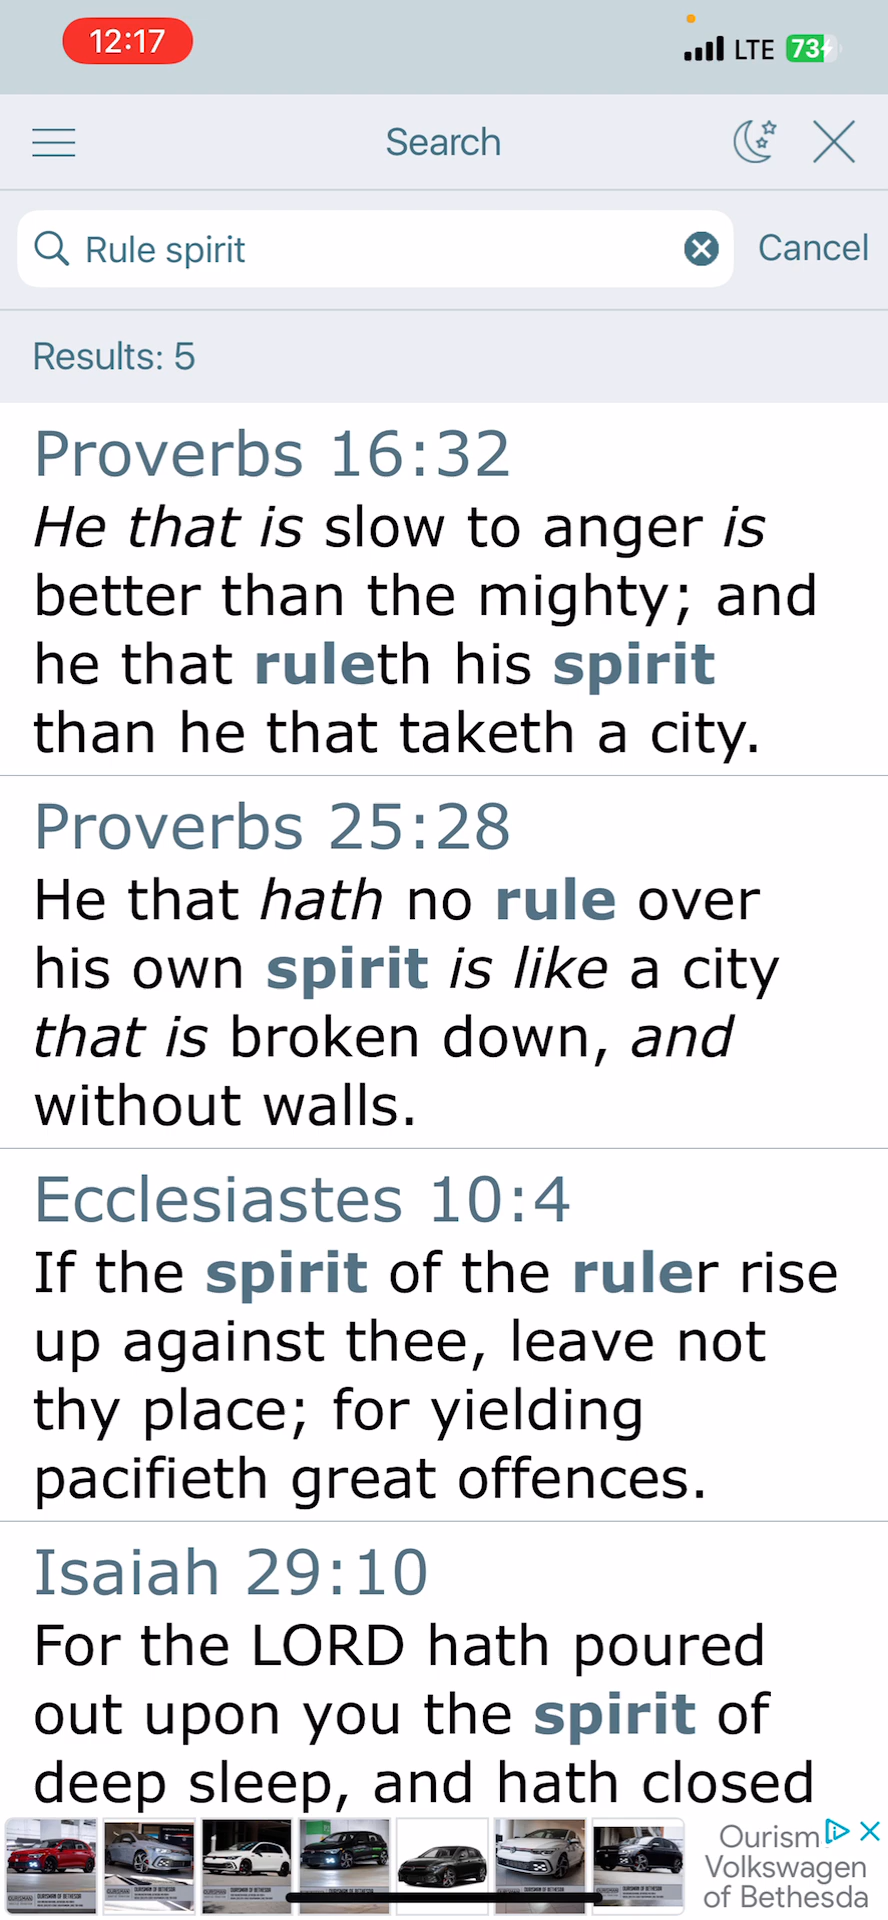 12:17
LTE 73
Search
Rule spirit
Cancel
Results: 5
Proverbs 16:32
He that is slow to anger is
better than the mighty; and
he that ruleth his spirit
than he that taketh a city.
Proverbs 25:28
He that hath no rule over
his own spirit is like a city
that is broken down, and
without walls.
Ecclesiastes 10:4
If the spirit of the ruler rise
up against thee, leave not
thy place; for yielding
pacifieth great offences.
Isaiah 29:10
For the LORD hath poured
out upon you the spirit of
deep sleep, and hath closed
Ourism
Volkswagen
of Bethesda